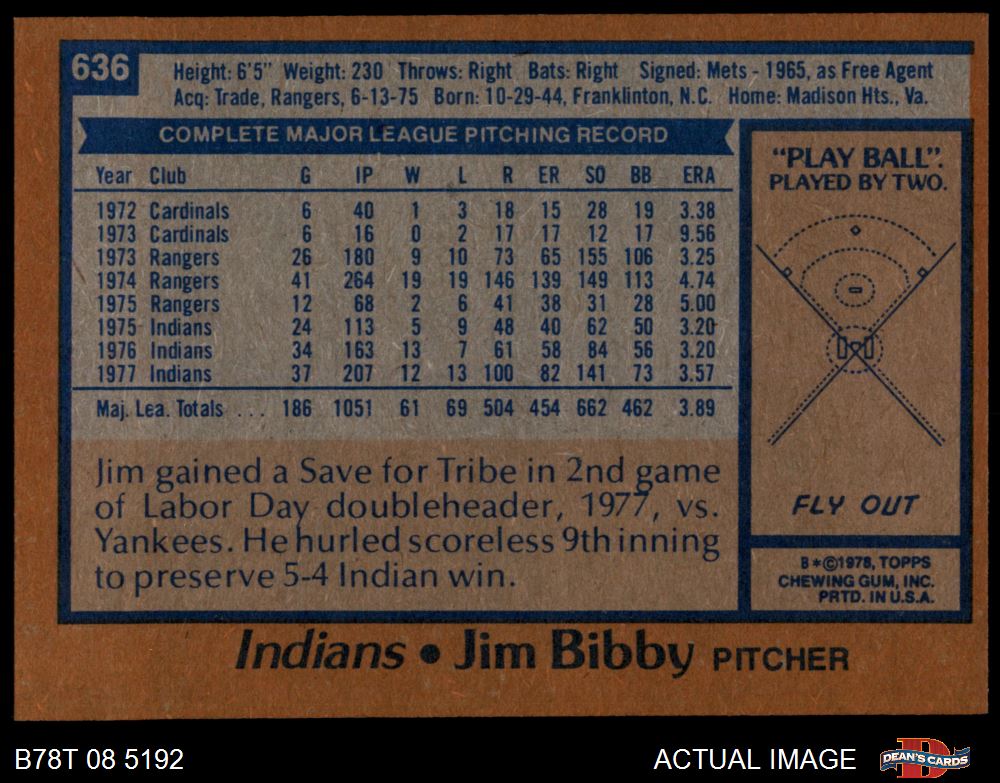 636
Height: 6'5" Weight: 230 Throws: Right Bats: Right Signed: Mets - 1965, as Free Agent
Acq: Trade, Rangers, 6-13-75 Born: 10-29-44, Franklinton, N.C. Home: Madison Hts., Va.
COMPLETE MAJOR LEAGUE PITCHING RECORD
Year Club G IP W L R ER SO BB ERA
1972 Cardinals 6 40 1 3 18 15 28 19 3.38
1973 Cardinals 6 16 0 2 17 17 12 17 9.56
1973 Rangers 26 180 9 10 73 65 155 106 3.25
1974 Rangers 41 264 19 19 146 139 149 113 4.74
1975 Rangers 12 68 2 6 41 38 31 28 5.00
1975 Indians 24 113 5 9 48 40 62 50 3.20
1976 Indians 34 163 13 7 61 58 84 56 3.20
1977 Indians 37 207 12 13 100 82 141 73 3.57
Maj. Lea. Totals ... 186 1051 61 69 504 454 662 462 3.89
Jim gained a Save for Tribe in 2nd game
of Labor Day doubleheader, 1977, vs.
Yankees. He hurled scoreless 9th inning
to preserve 5-4 Indian win.
"PLAY BALL".
PLAYED BY TWO.
FLY OUT
B*©1978, TOPPS
CHEWING GUM, INC.
PRTD. IN U.S.A.
Indians • Jim Bibby PITCHER
B78T 08 5192
ACTUAL IMAGE
D
DEAN'S CARDS